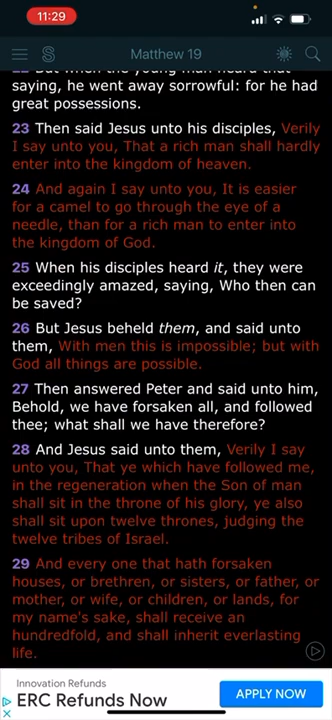 11:29
Matthew 19
22 But when the young man heard that
saying, he went away sorrowful: for he had
great possessions.
23 Then said Jesus unto his disciples, Verily
I say unto you, That a rich man shall hardly
enter into the kingdom of heaven.
24 And again I say unto you, It is easier
for a camel to go through the eye of a
needle, than for a rich man to enter into
the kingdom of God.
25 When his disciples heard it, they were
exceedingly amazed, saying, Who then can
be saved?
26 But Jesus beheld them, and said unto
them, With men this is impossible; but with
God all things are possible.
27 Then answered Peter and said unto him,
Behold, we have forsaken all, and followed
thee; what shall we have therefore?
28 And Jesus said unto them, Verily I say
unto you, That ye which have followed me,
in the regeneration when the Son of man
shall sit in the throne of his glory, ye also
shall sit upon twelve thrones, judging the
twelve tribes of Israel.
29 And every one that hath forsaken
houses, or brethren, or sisters, or father, or
mother, or wife, or children, or lands, for
my name's sake, shall receive an
hundredfold, and shall inherit everlasting
life.
Innovation Refunds
ERC Refunds Now
APPLY NOW